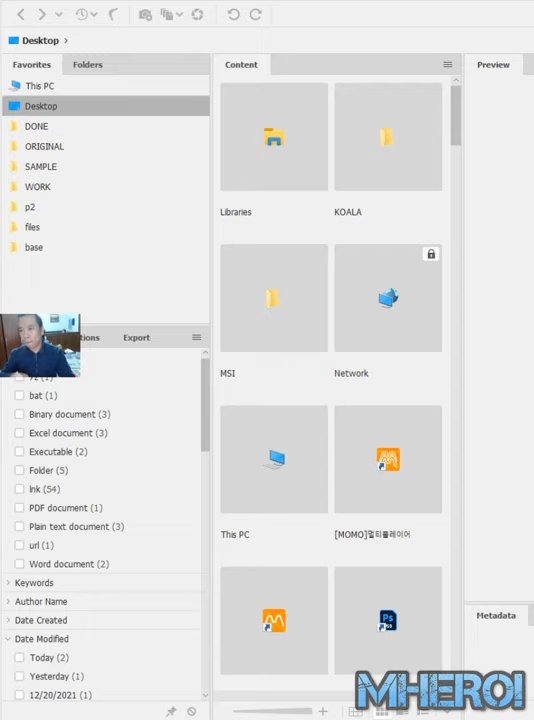 Desktop
Favorites
Folders
This PC
Desktop
DONE
ORIGINAL
SAMPLE
WORK
p2
files
base
Content
Preview
Libraries
KOALA
MSI
Network
This PC
[MOMO]멀티플레이어
Export
bat (1)
Binary document (3)
Excel document (3)
Executable (2)
Folder (5)
lnk (54)
PDF document (1)
Plain text document (3)
url (1)
Word document (2)
Keywords
Author Name
Date Created
Date Modified
Today (2)
Yesterday (1)
12/20/2021 (1)
Ps
Metadata
MHEROI